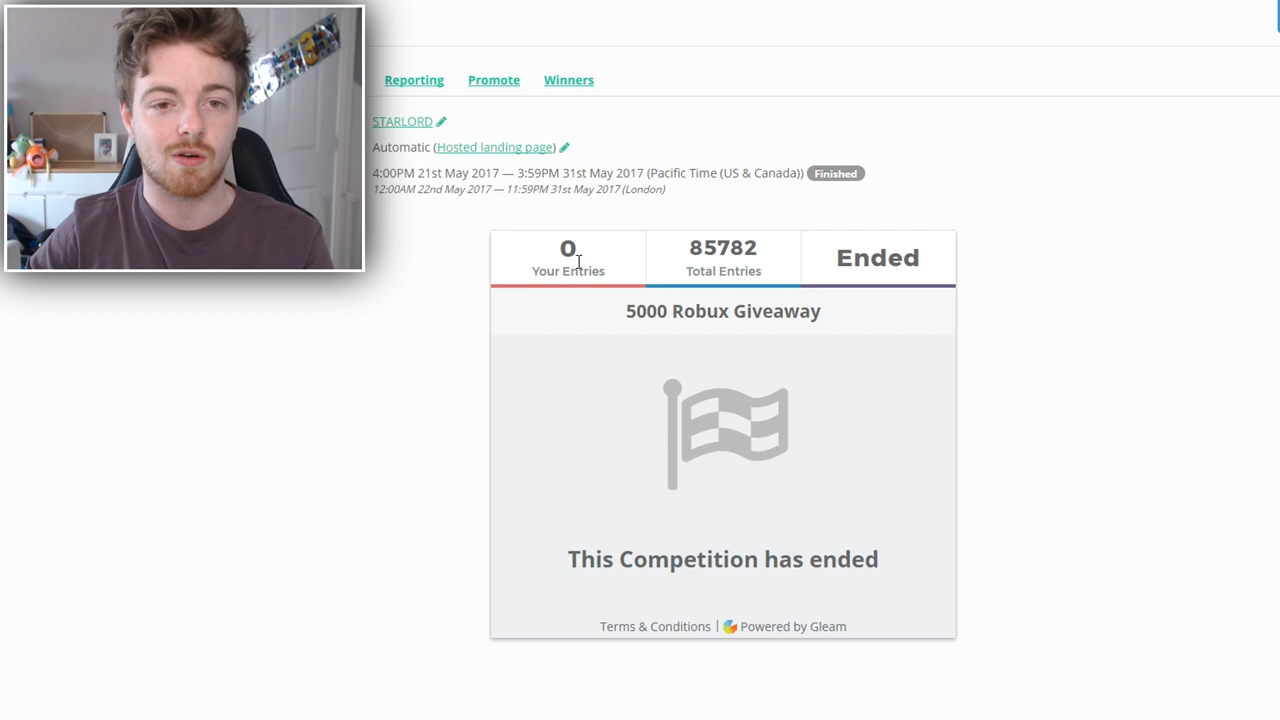 Reporting Promote Winners
STARLORD
Automatic (Hosted landing page)
4:00PM 21st May 2017 — 3:59PM 31st May 2017 (Pacific Time (US & Canada)) Finished
12:00AM 22nd May 2017 — 11:59PM 31st May 2017 (London)
0 85782 Ended
Your Entries Total Entries
5000 Robux Giveaway
This Competition has ended
Terms & Conditions | Powered by Gleam